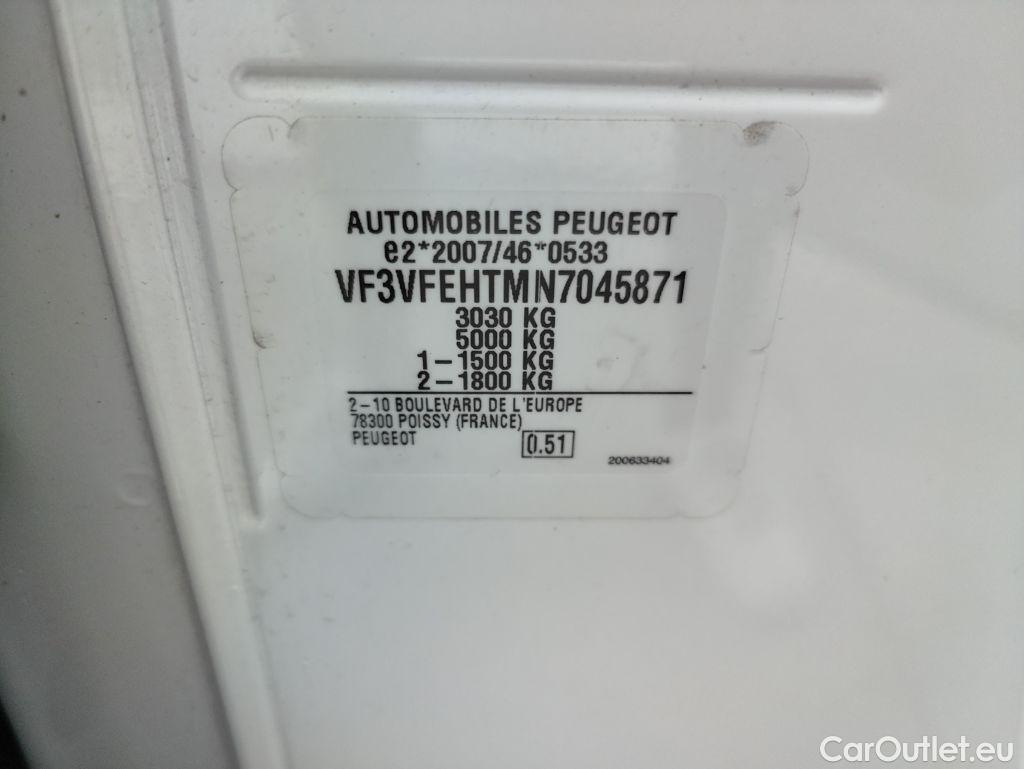 AUTOMOBILES PEUGEOT
e2*2007/46*0533
VF3VFEHTMN7045871
3030 KG
5000 KG
1-1500 KG
2-1800 KG
2-10 BOULEVARD DE L'EUROPE
78300 POISSY (FRANCE)
PEUGEOT
0.51
200633404
CarOutlet.eu